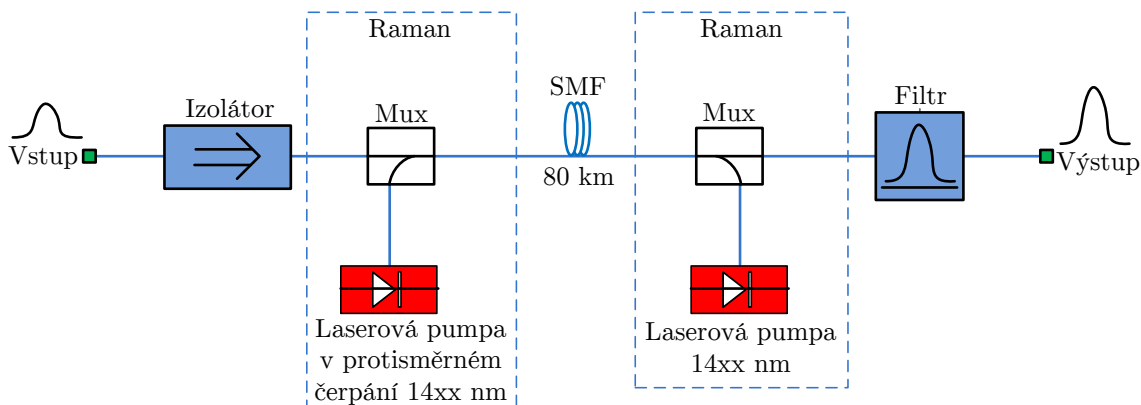 Raman
Raman
SMF
Izolátor
Mux
Mux
Filtr
Vstup
80 km
Výstup
Laserová pumpa
v protisměrném
čerpání 14xx nm
Laserová pumpa
14xx nm